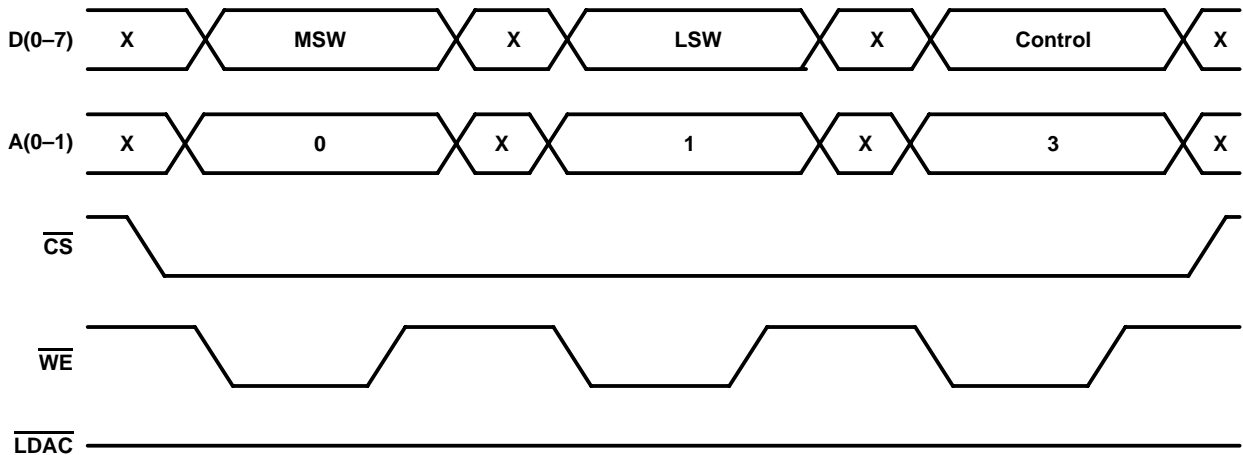 D(0–7) X MSW X LSW X Control X
A(0–1) X 0 X 1 X 3 X
CS
WE
LDAC